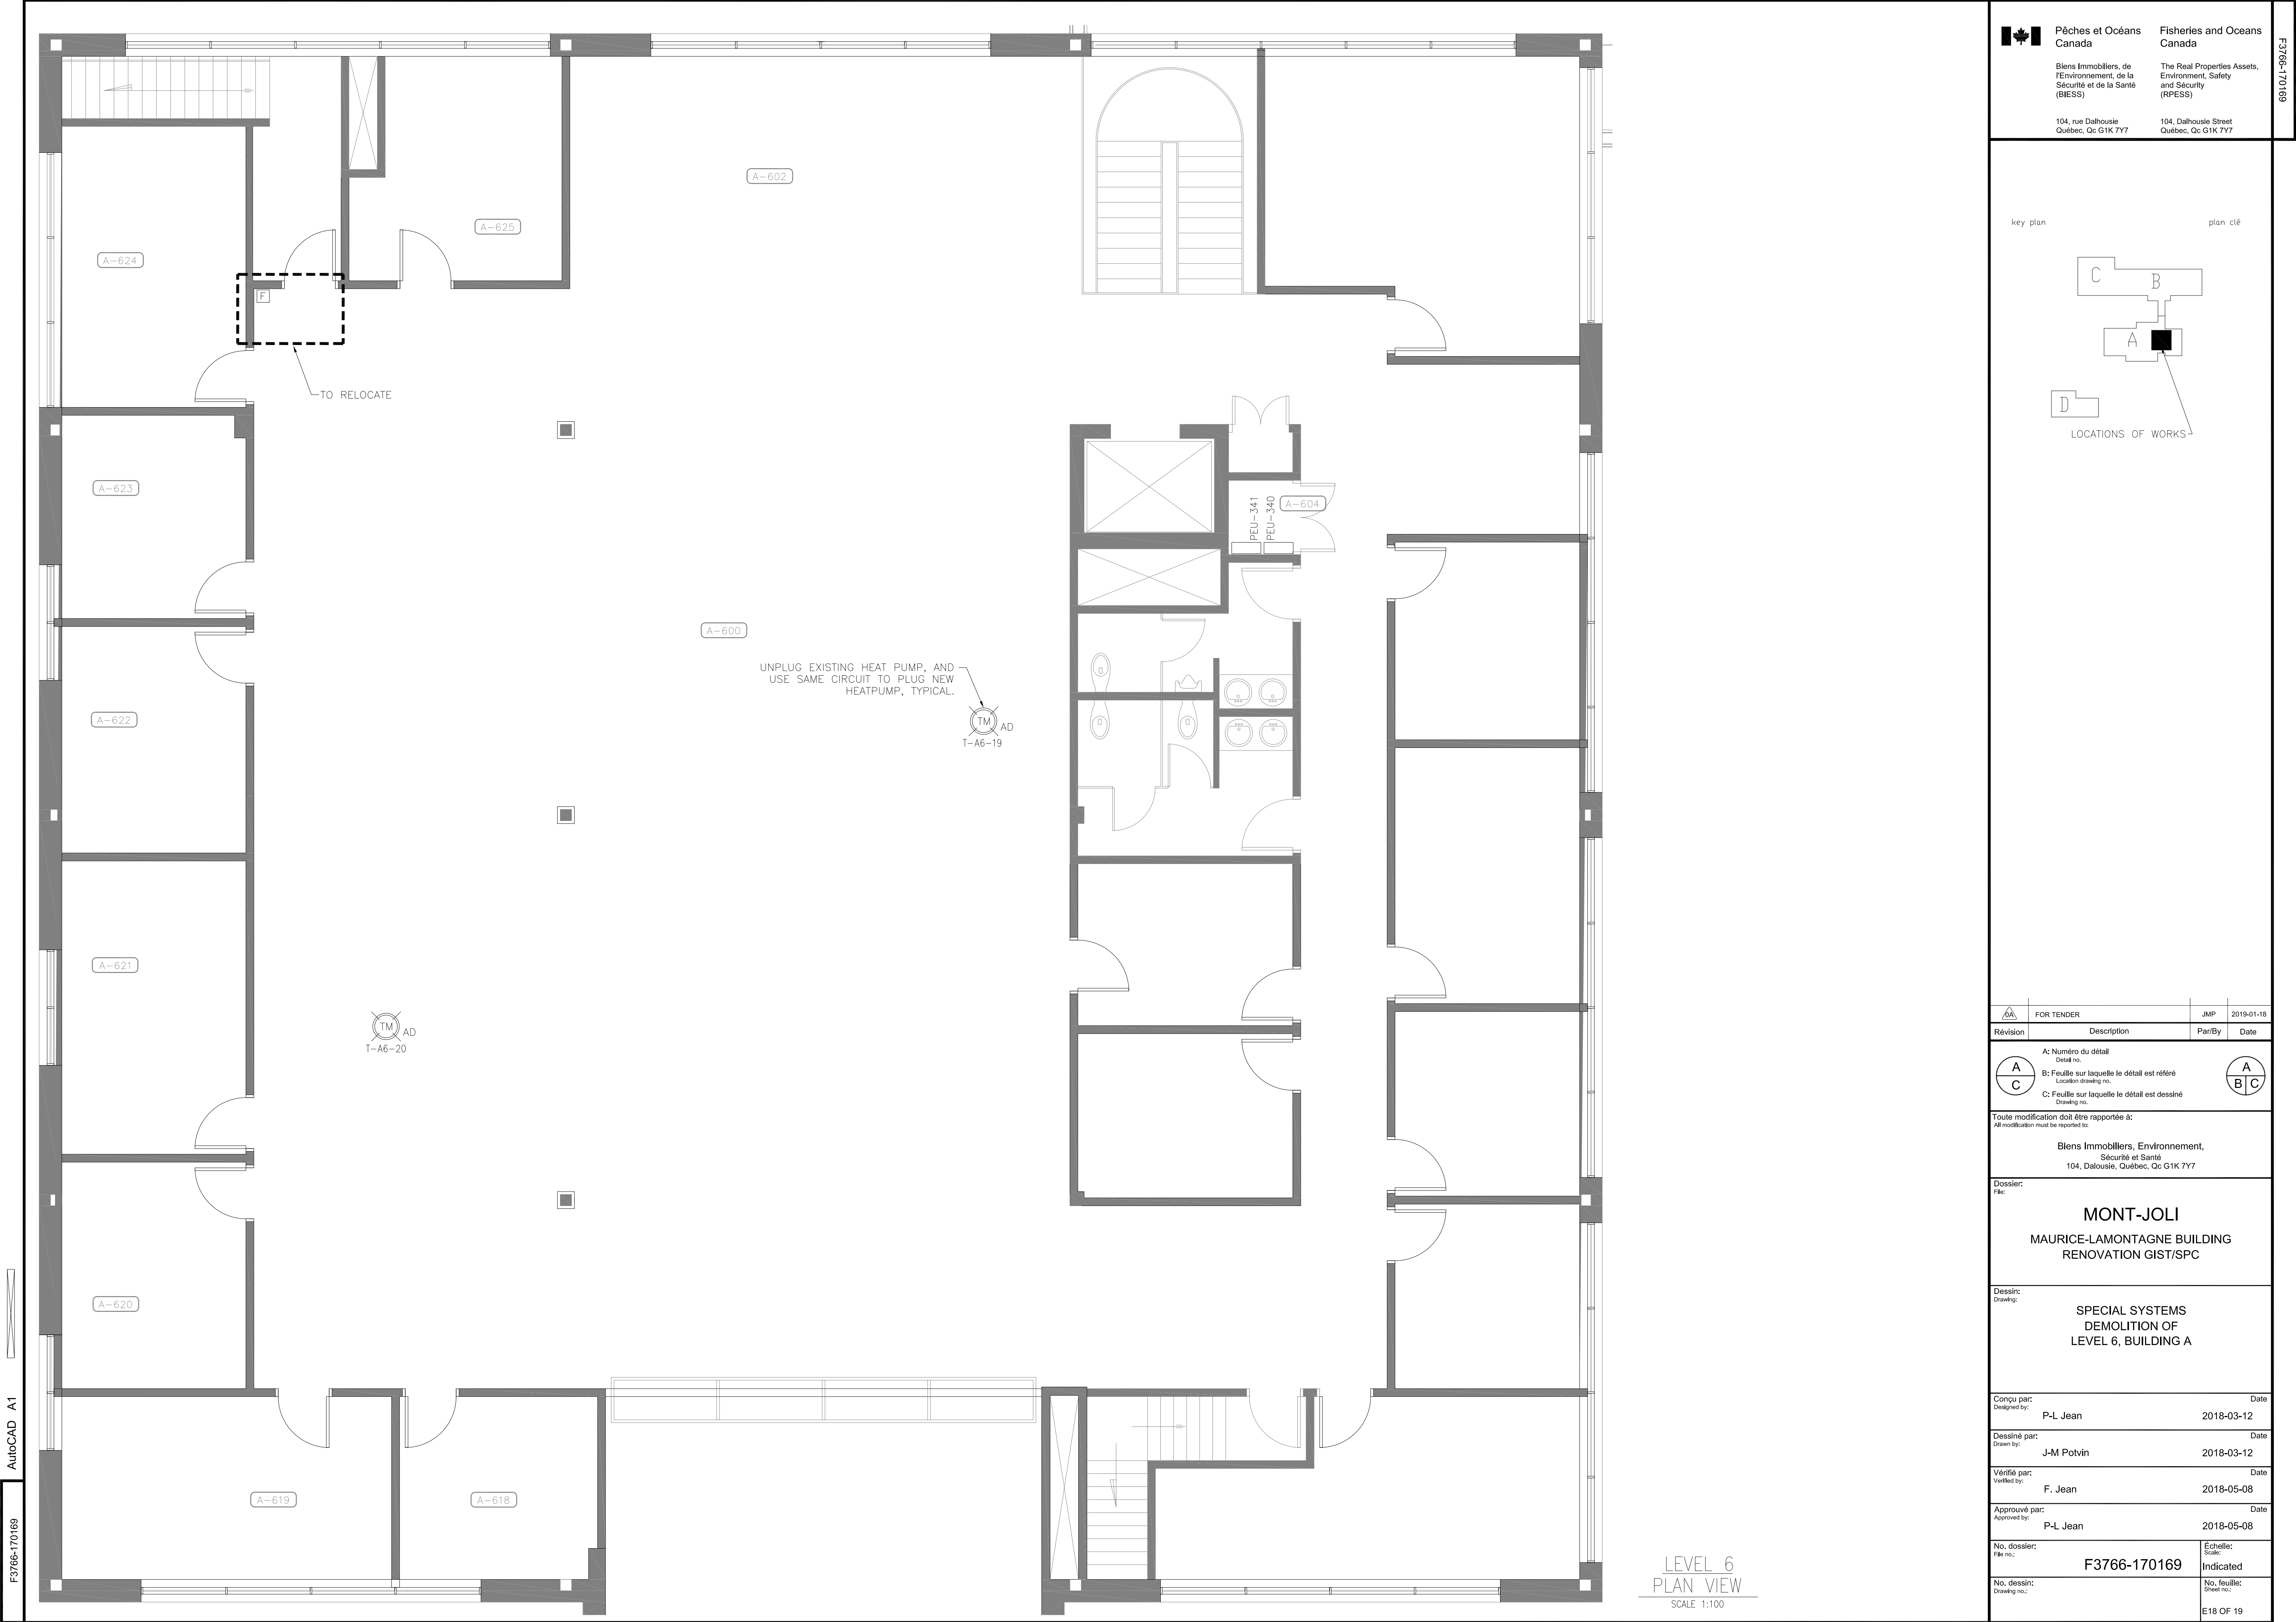 A-602
A-625
A-624
F
TO RELOCATE
A-623
PEU-341
PEU-340
A-604
A-600
UNPLUG EXISTING HEAT PUMP, AND
USE SAME CIRCUIT TO PLUG NEW
HEATPUMP, TYPICAL.
TM
AD
T-A6-19
A-622
A-621
TM
AD
T-A6-20
A-620
A-619
A-618
LEVEL 6
PLAN VIEW
SCALE 1:100
AutoCAD A1
F3766-170169
F3766-170169
Pêches et Océans
Canada
Fisheries and Oceans
Canada
Biens Immobiliers, de
l'Environnement, de la
Sécurité et de la Santé
(BIESS)
The Real Properties Assets,
Environment, Safety
and Sécurity
(RPESS)
104, rue Dalhousie
Québec, Qc G1K 7Y7
104, Dalhousie Street
Québec, Qc G1K 7Y7
key plan
plan clé
C
B
A
D
LOCATIONS OF WORKS
0A FOR TENDER JMP 2019-01-18
Révision Description Par/By Date
A
C
A: Numéro du détail
Detail no.
B: Feuille sur laquelle le détail est référé
Location drawing no.
C: Feuille sur laquelle le détail est dessiné
Drawing no.
A
B C
Toute modification doit être rapportée à:
All modification must be reported to:
Biens Immobiliers, Environnement,
Sécurité et Santé
104, Dalousie, Québec, Qc G1K 7Y7
Dossier:
File:
MONT-JOLI
MAURICE-LAMONTAGNE BUILDING
RENOVATION GIST/SPC
Dessin:
Drawing:
SPECIAL SYSTEMS
DEMOLITION OF
LEVEL 6, BUILDING A
Conçu par: Date
Designed by:
P-L Jean 2018-03-12
Dessiné par: Date
Drawn by:
J-M Potvin 2018-03-12
Vérifié par: Date
Verified by:
F. Jean 2018-05-08
Approuvé par: Date
Approved by:
P-L Jean 2018-05-08
No. dossier:
File no.:
F3766-170169
Échelle:
Scale:
Indicated
No. dessin:
Drawing no.:
No. feuille:
Sheet no.:
E18 OF 19